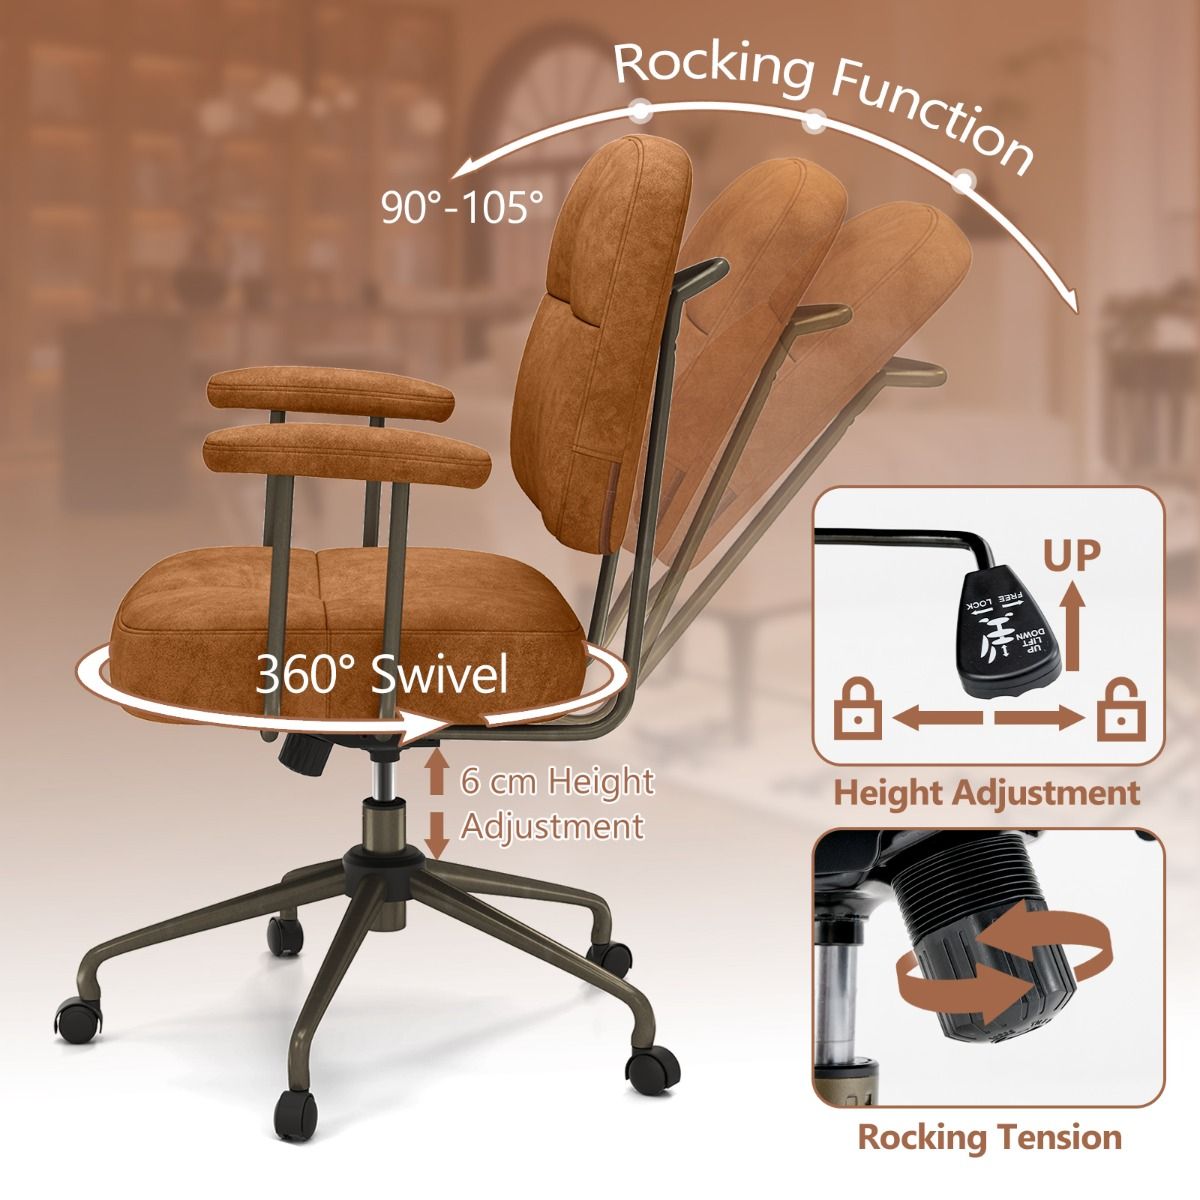 Rocking Function
90°-105°
360° Swivel
6 cm Height
Adjustment
UP
FREE
LOCK
UP
LIFT
DOWN
Height Adjustment
Rocking Tension